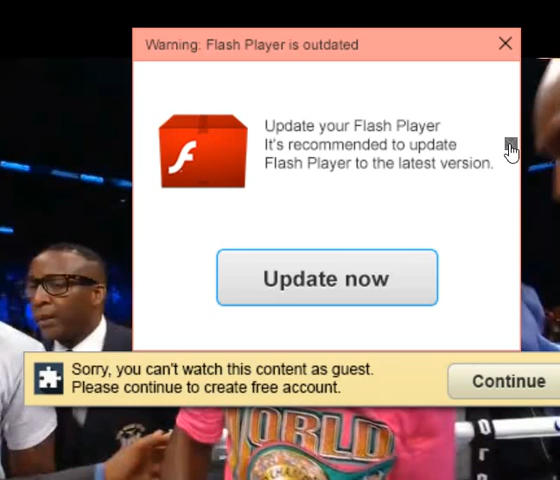 Warning: Flash Player is outdated
Update your Flash Player
It's recommended to update
Flash Player to the latest version.
Update now
Sorry, you can't watch this content as guest.
Please continue to create free account.
Continue
WORLD